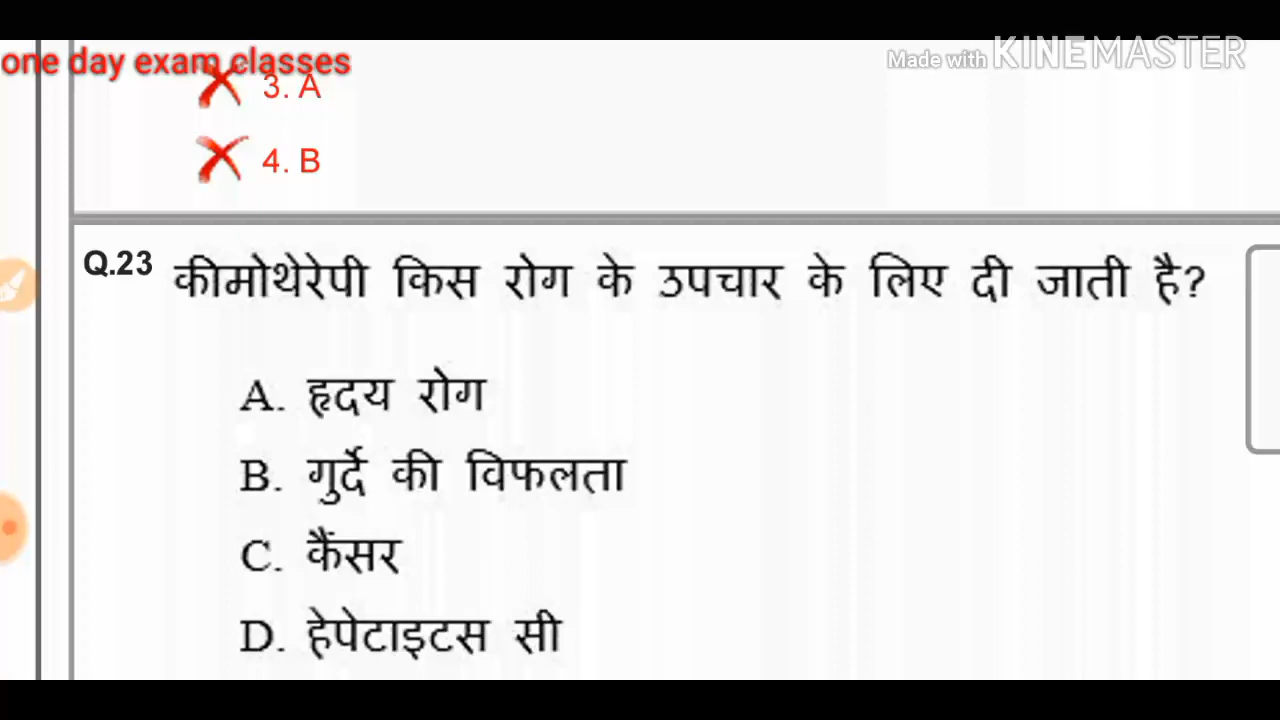 one day exam classes
Made with KINEMASTER
3. A
4. B
Q.23 कीमोथेरेपी किस रोग के उपचार के लिए दी जाती है?
A. हृदय रोग
B. गुर्दे की विफलता
C. कैंसर
D. हेपेटाइटस सी